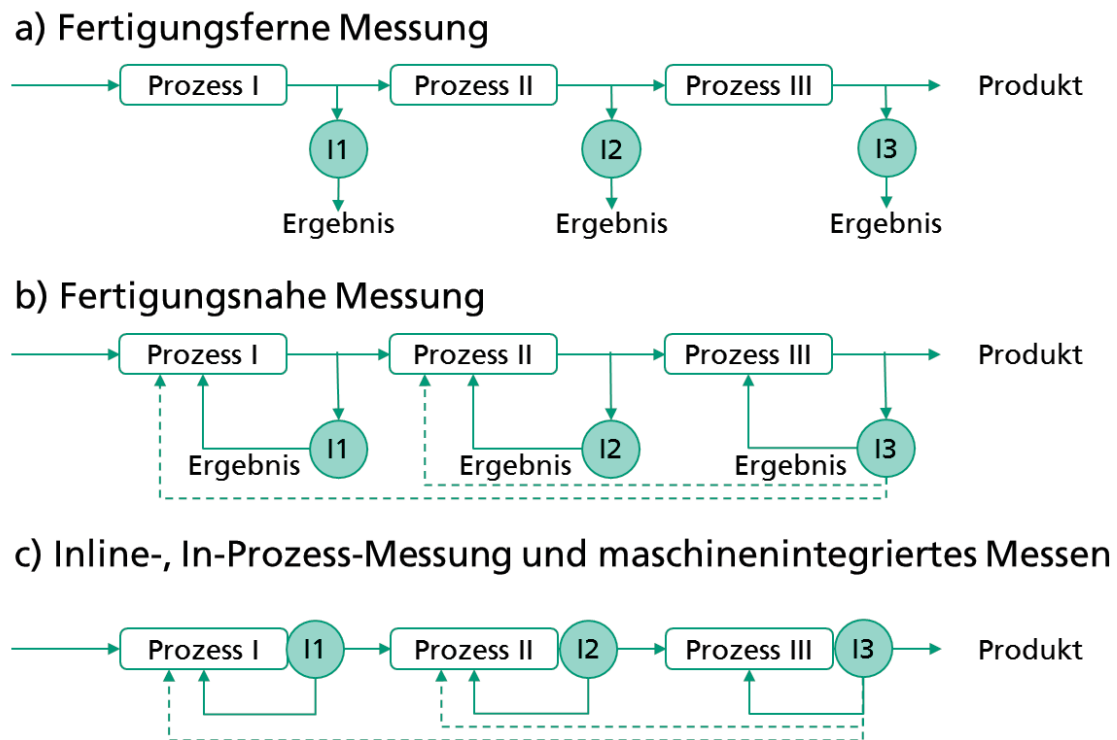 a) Fertigungsferne Messung
Prozess I
Prozess II
Prozess III
Produkt
I1
I2
I3
Ergebnis
Ergebnis
Ergebnis
b) Fertigungsnahe Messung
Prozess I
Prozess II
Prozess III
Produkt
I1
I2
I3
Ergebnis
Ergebnis
Ergebnis
c) Inline-, In-Prozess-Messung und maschinenintegriertes Messen
Prozess I
I1
Prozess II
I2
Prozess III
I3
Produkt